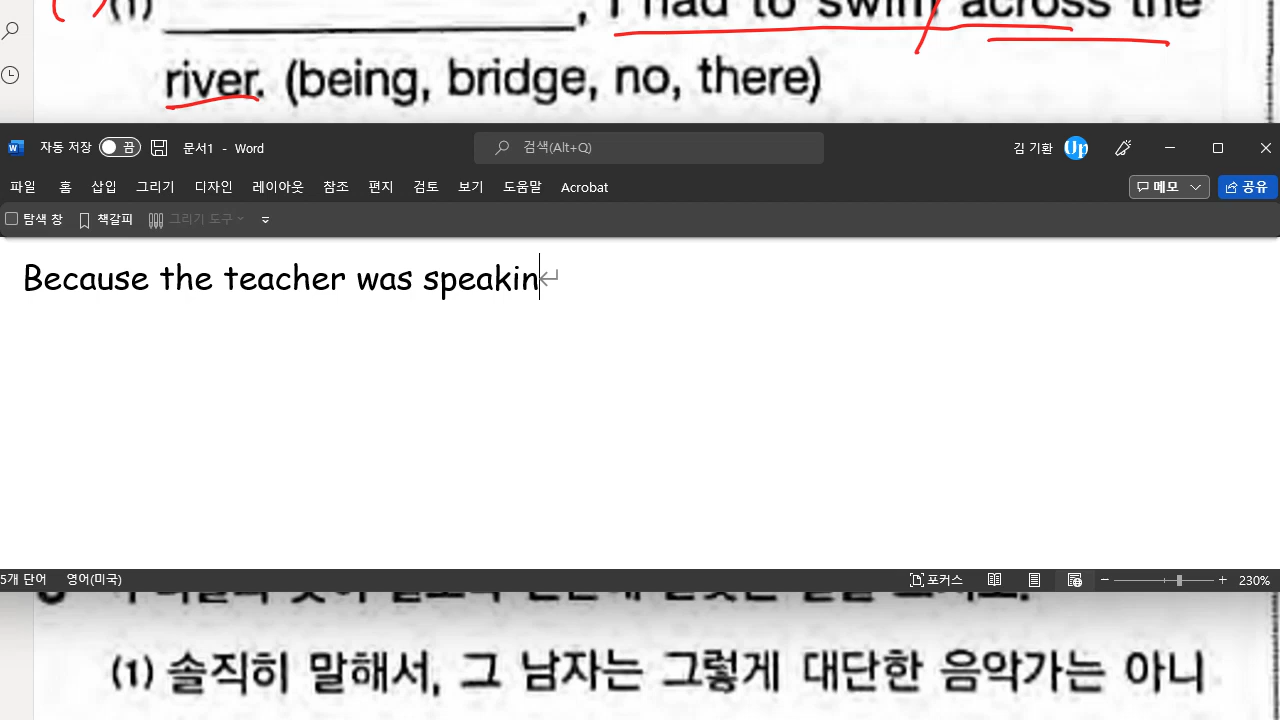 (1) ____________, I had to swim across the
river. (being, bridge, no, there)
자동 저장 끔 문서1 - Word 검색(Alt+Q) 김 기환 Up
파일 홈 삽입 그리기 디자인 레이아웃 참조 편지 검토 보기 도움말 Acrobat 메모 공유
탐색 창 책갈피 그리기 도구
Because the teacher was speakin
5개 단어 영어(미국) 포커스 230%
(1) 솔직히 말해서, 그 남자는 그렇게 대단한 음악가는 아니